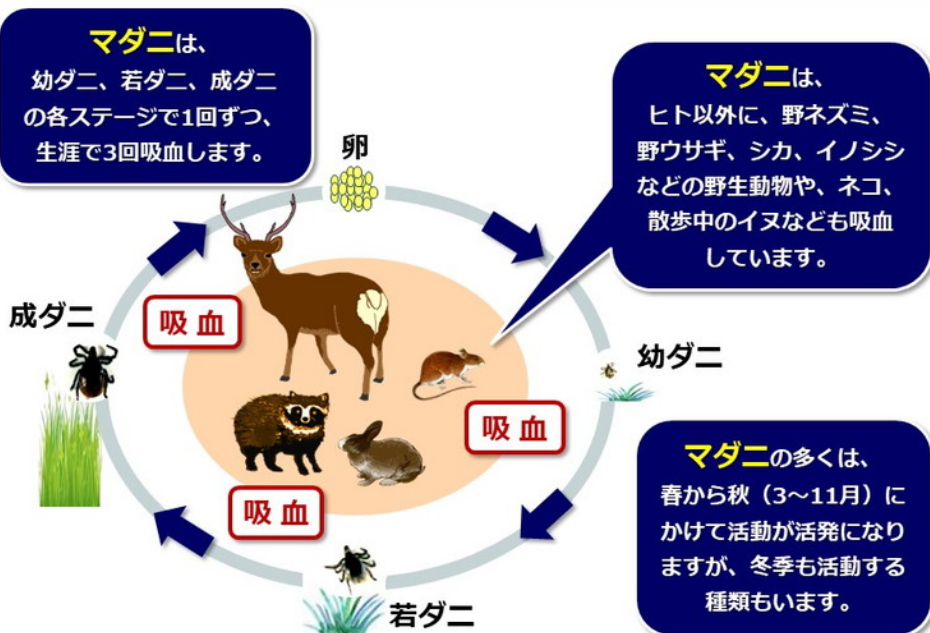 マダニは、
幼ダニ、若ダニ、成ダニ
の各ステージで1回ずつ、
生涯で3回吸血します。
マダニは、
ヒト以外に、野ネズミ、
野ウサギ、シカ、イノシシ
などの野生動物や、ネコ、
散歩中のイヌなども吸血
しています。
卵
成ダニ
吸 血
幼ダニ
吸 血
吸 血
若ダニ
マダニの多くは、
春から秋（3～11月）に
かけて活動が活発になり
ますが、冬季も活動する
種類もいます。